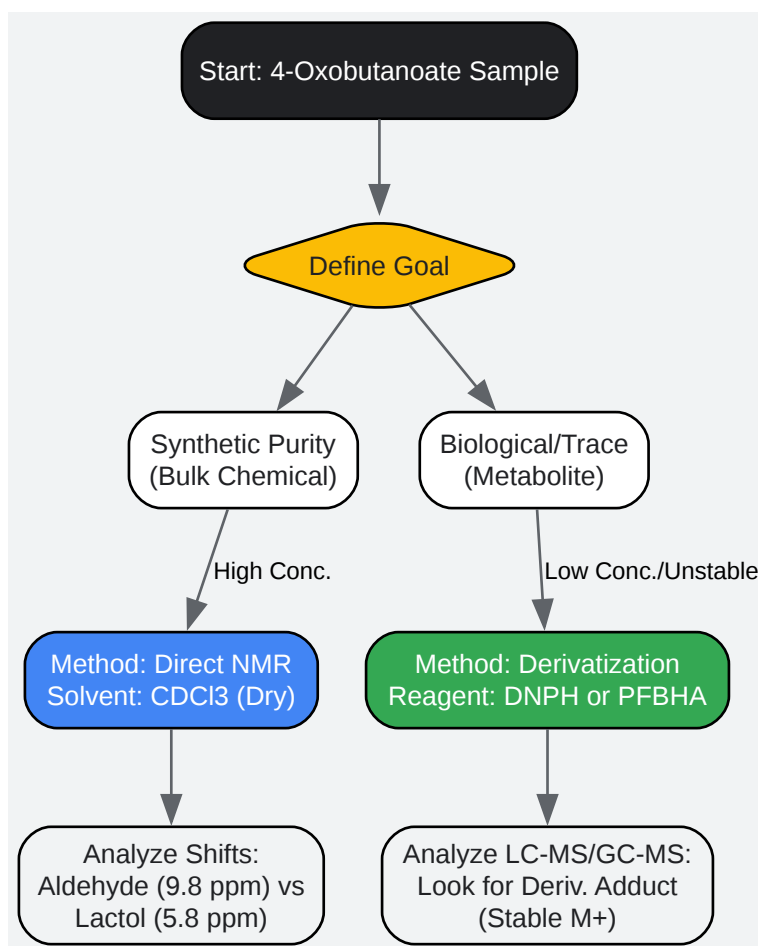 Start: 4-Oxobutanoate Sample
Define Goal
Synthetic Purity
(Bulk Chemical)
Biological/Trace
(Metabolite)
High Conc.
Low Conc./Unstable
Method: Direct NMR
Solvent: CDCl3 (Dry)
Method: Derivatization
Reagent: DNPH or PFBHA
Analyze Shifts:
Aldehyde (9.8 ppm) vs
Lactol (5.8 ppm)
Analyze LC-MS/GC-MS:
Look for Deriv. Adduct
(Stable M+)